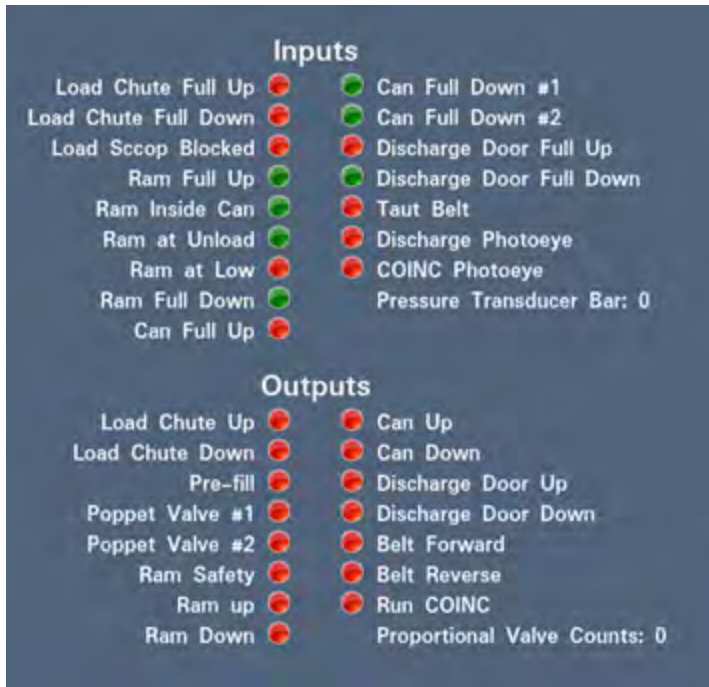 Inputs
Load Chute Full Up
Load Chute Full Down
Load Sccop Blocked
Ram Full Up
Ram Inside Can
Ram at Unload
Ram at Low
Ram Full Down
Can Full Up
Can Full Down #1
Can Full Down #2
Discharge Door Full Up
Discharge Door Full Down
Taut Belt
Discharge Photoeye
COINC Photoeye
Pressure Transducer Bar: 0
Outputs
Load Chute Up
Load Chute Down
Pre-fill
Poppet Valve #1
Poppet Valve #2
Ram Safety
Ram up
Ram Down
Can Up
Can Down
Discharge Door Up
Discharge Door Down
Belt Forward
Belt Reverse
Run COINC
Proportional Valve Counts: 0